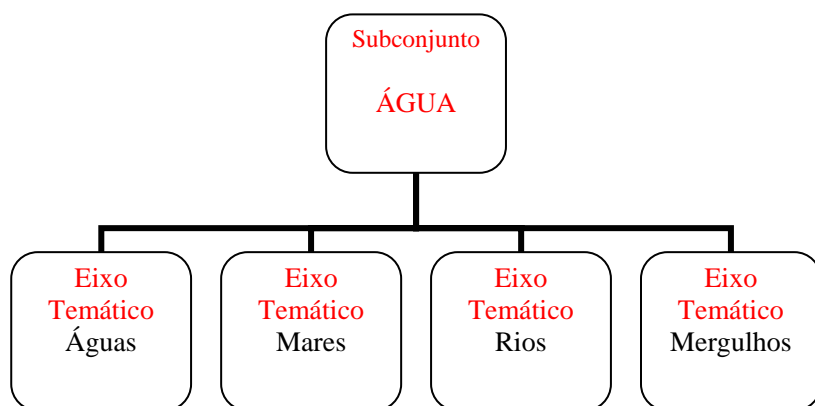 Subconjunto
ÁGUA
Eixo
Temático
Águas
Eixo
Temático
Mares
Eixo
Temático
Rios
Eixo
Temático
Mergulhos